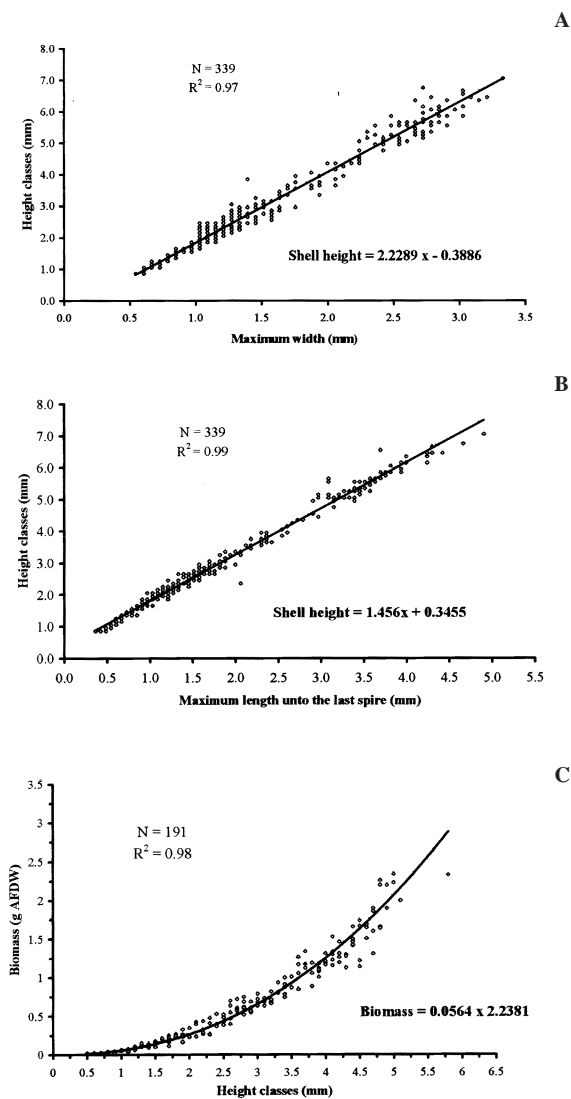 A
8.0
7.0
6.0
5.0
4.0
3.0
2.0
1.0
0.0
Height classes (mm)
N = 339
R² = 0.97
Shell height = 2.2289 x - 0.3886
0.0 0.5 1.0 1.5 2.0 2.5 3.0 3.5
Maximum width (mm)
B
8.0
7.0
6.0
5.0
4.0
3.0
2.0
1.0
0.0
Height classes (mm)
N = 339
R² = 0.99
Shell height = 1.456x + 0.3455
0.0 0.5 1.0 1.5 2.0 2.5 3.0 3.5 4.0 4.5 5.0 5.5
Maximum length unto the last spire (mm)
C
3.5
3
2.5
2
1.5
1
0.5
0
Biomass (g AFDW)
N = 191
R² = 0.98
Biomass = 0.0564 x 2.2381
0 0.5 1 1.5 2 2.5 3 3.5 4 4.5 5 5.5 6 6.5
Height classes (mm)